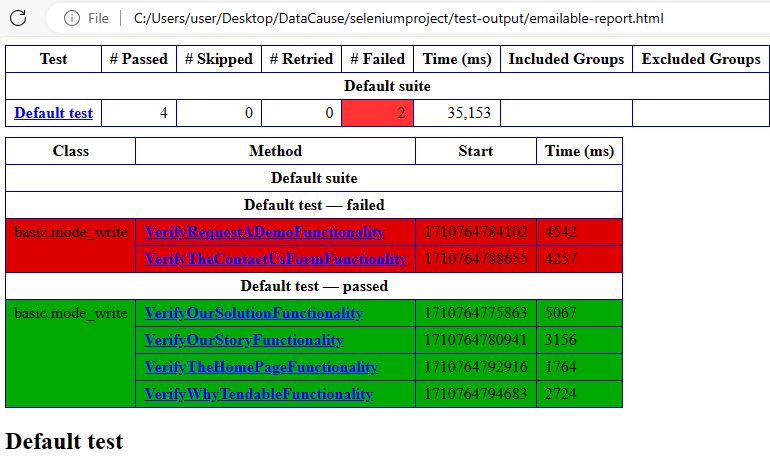 File C:/Users/user/Desktop/DataCause/seleniumproject/test-output/emailable-report.html
Test # Passed # Skipped # Retried # Failed Time (ms) Included Groups Excluded Groups
Default suite
Default test 4 0 0 2 35,153
Class Method Start Time (ms)
Default suite
Default test — failed
basic.mode_write VerifyRequestADemoFunctionality 1710764784102 4542
VerifyTheContactUsFormFunctionlity 1710764788655 4257
Default test — passed
basic.mode_write VerifyOurSolutionFunctionality 1710764775863 5067
VerifyOurStoryFunctionality 1710764780941 3156
VerifyTheHomePageFunctionality 1710764792916 1764
VerifyWhyTendableFunctionality 1710764794683 2724
Default test